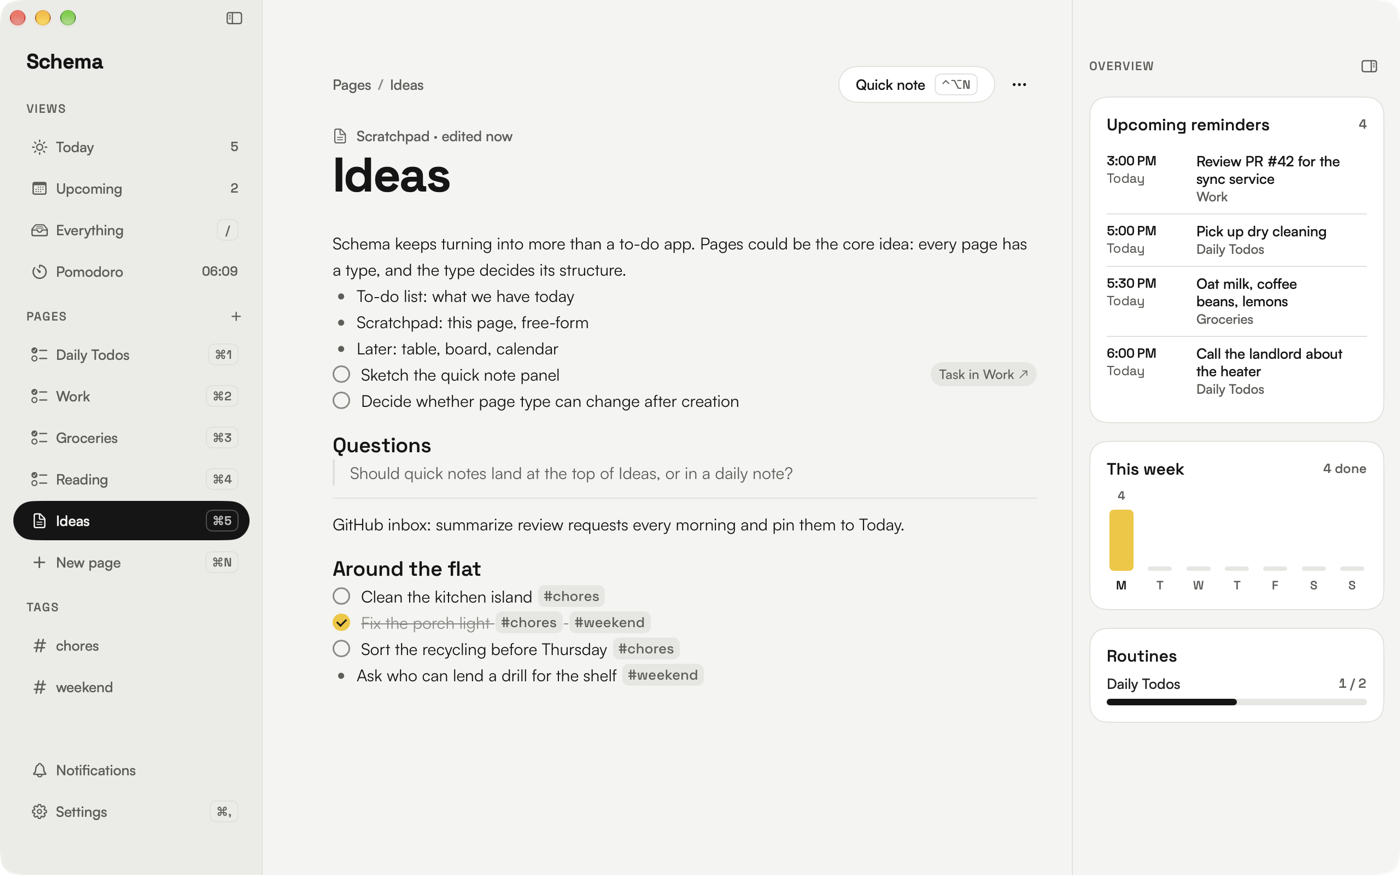 Schema
VIEWS
Today 5
Upcoming 2
Everything /
Pomodoro 06:09
PAGES +
Daily Todos ⌘1
Work ⌘2
Groceries ⌘3
Reading ⌘4
Ideas ⌘5
+ New page ⌘N
TAGS
# chores
# weekend
Notifications
Settings ⌘,
Pages / Ideas
Quick note ⌃⌥N
Scratchpad · edited now
Ideas
Schema keeps turning into more than a to-do app. Pages could be the core idea: every page has
a type, and the type decides its structure.
• To-do list: what we have today
• Scratchpad: this page, free-form
• Later: table, board, calendar
Sketch the quick note panel Task in Work ↗
Decide whether page type can change after creation
Questions
Should quick notes land at the top of Ideas, or in a daily note?
GitHub inbox: summarize review requests every morning and pin them to Today.
Around the flat
Clean the kitchen island #chores
Fix the porch light #chores #weekend
Sort the recycling before Thursday #chores
• Ask who can lend a drill for the shelf #weekend
OVERVIEW
Upcoming reminders 4
3:00 PM Review PR #42 for the
Today sync service
Work
5:00 PM Pick up dry cleaning
Today Daily Todos
5:30 PM Oat milk, coffee
Today beans, lemons
Groceries
6:00 PM Call the landlord about
Today the heater
Daily Todos
This week 4 done
4
M T W T F S S
Routines
Daily Todos 1 / 2